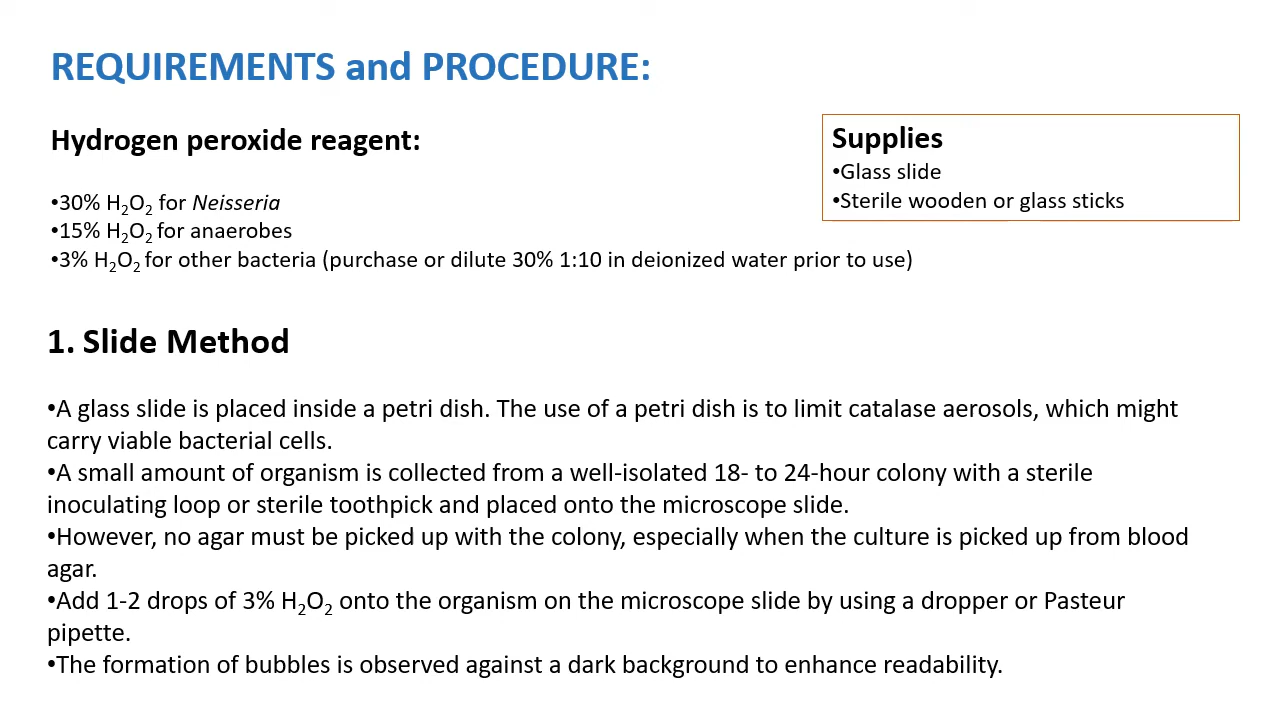 REQUIREMENTS and PROCEDURE:
Hydrogen peroxide reagent:
•30% H₂O₂ for Neisseria
•15% H₂O₂ for anaerobes
•3% H₂O₂ for other bacteria (purchase or dilute 30% 1:10 in deionized water prior to use)
Supplies
•Glass slide
•Sterile wooden or glass sticks
1. Slide Method
•A glass slide is placed inside a petri dish. The use of a petri dish is to limit catalase aerosols, which might
carry viable bacterial cells.
•A small amount of organism is collected from a well-isolated 18- to 24-hour colony with a sterile
inoculating loop or sterile toothpick and placed onto the microscope slide.
•However, no agar must be picked up with the colony, especially when the culture is picked up from blood
agar.
•Add 1-2 drops of 3% H₂O₂ onto the organism on the microscope slide by using a dropper or Pasteur
pipette.
•The formation of bubbles is observed against a dark background to enhance readability.